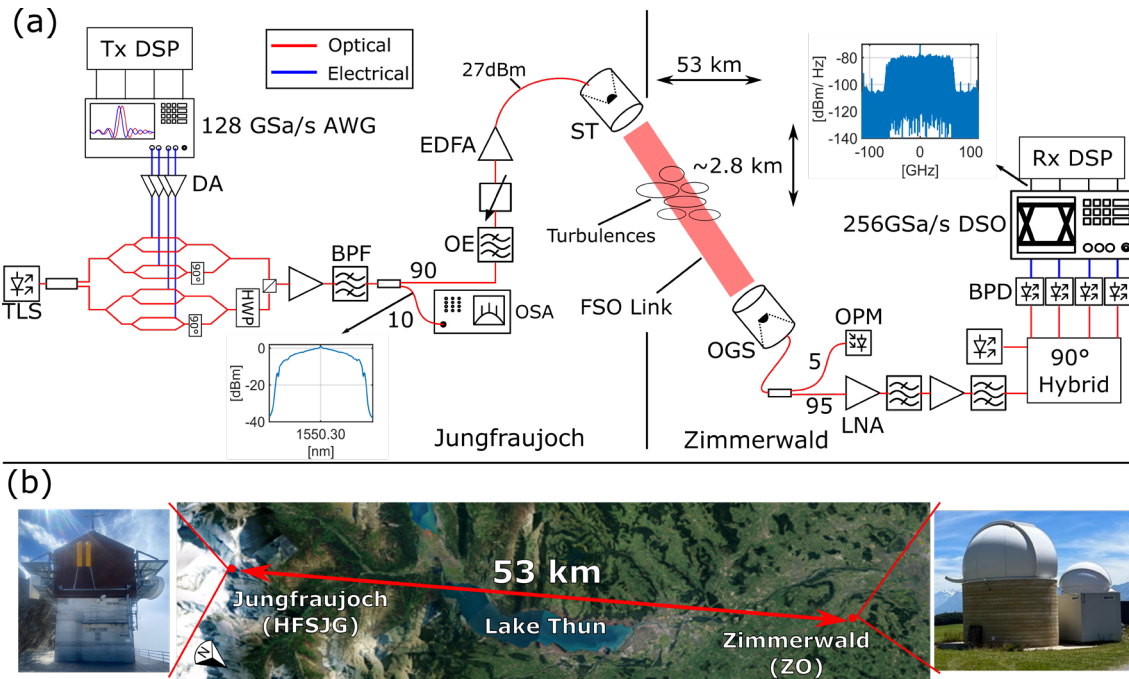 (a)
Tx DSP
Optical
Electrical
128 GSa/s AWG
DA
TLS
90°
90°
HWP
BPF
90
10
OSA
OE
EDFA
27dBm
ST
53 km
~2.8 km
Turbulences
FSO Link
OGS
OPM
5
95
LNA
90°
Hybrid
BPD
256GSa/s DSO
Rx DSP
[dBm/ Hz]
-80
-100
-120
-140
-100
0
100
[GHz]
[dBm]
0
-20
-40
1550.30
[nm]
Jungfraujoch
Zimmerwald
(b)
53 km
Jungfraujoch
(HFSJG)
Lake Thun
Zimmerwald
(ZO)